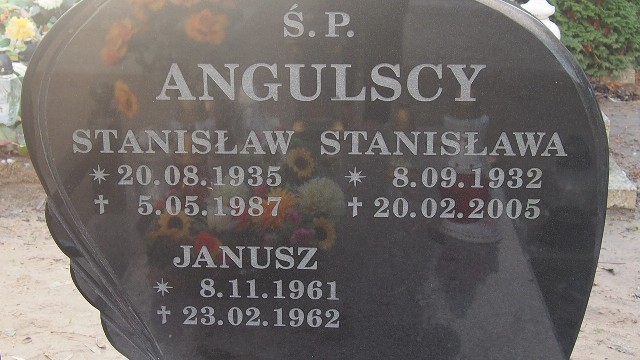 Ś.P.
ANGULSCY
STANISŁAW STANISŁAWA
* 20.08.1935 * 8.09.1932
† 5.05.1987 † 20.02.2005
JANUSZ
* 8.11.1961
† 23.02.1962